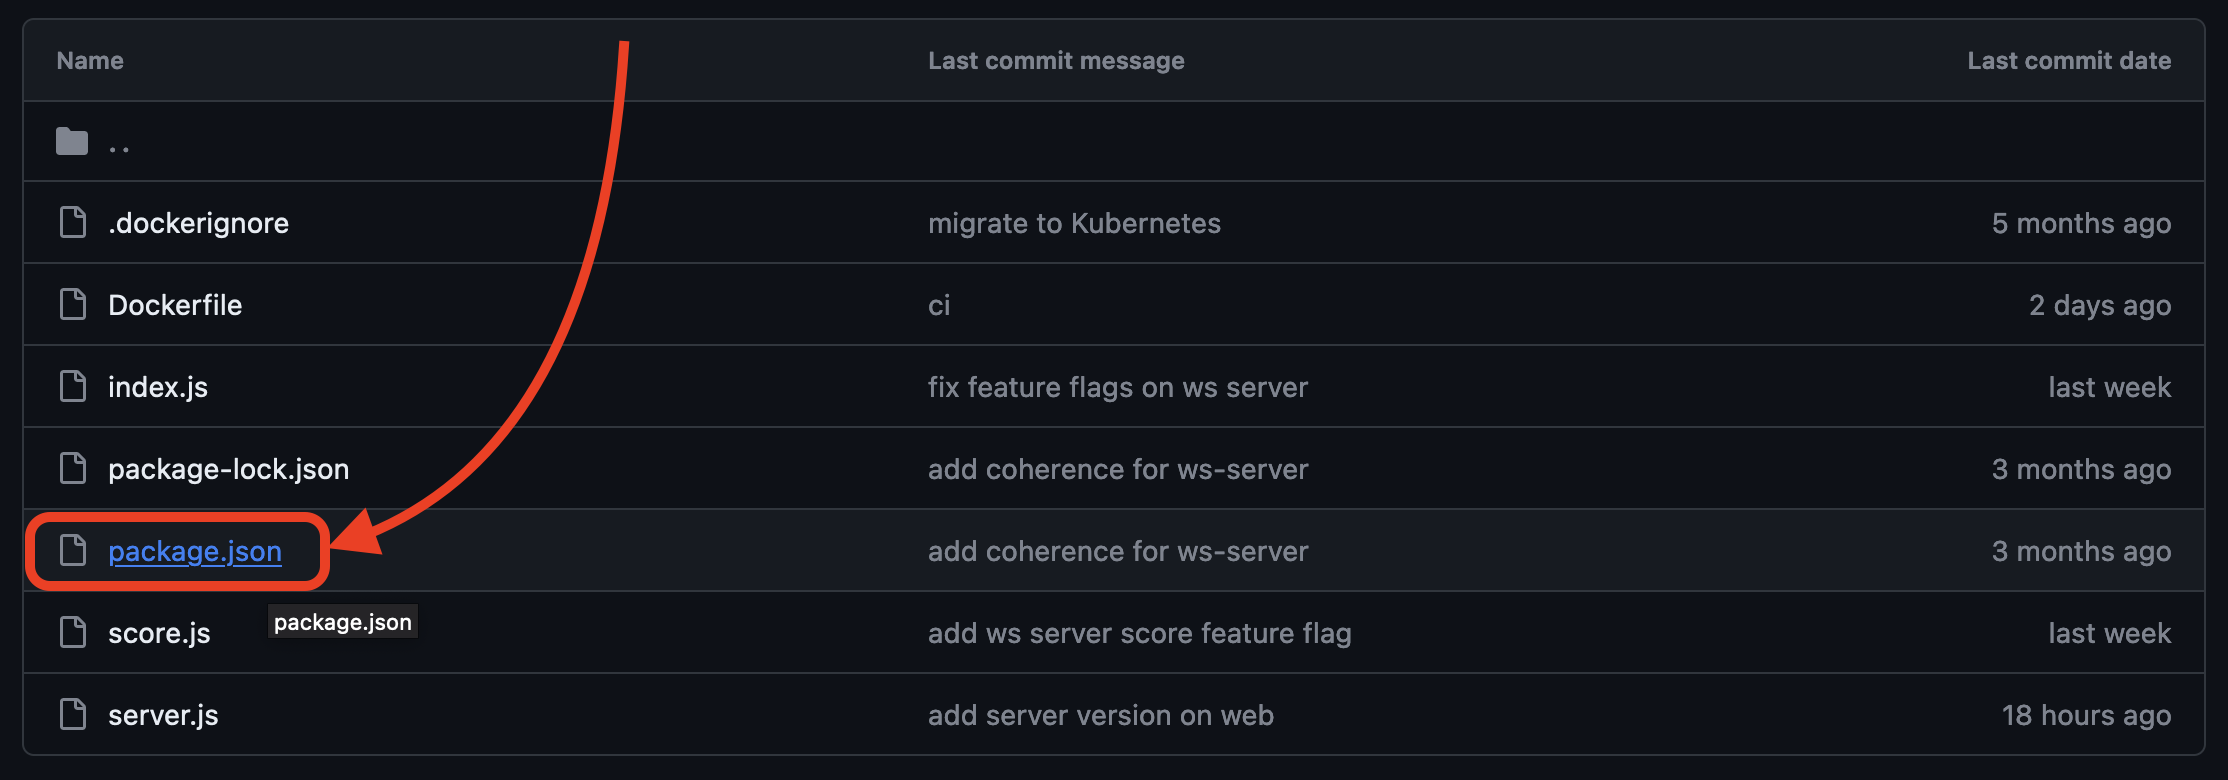 Name Last commit message Last commit date
..
.dockerignore migrate to Kubernetes 5 months ago
Dockerfile ci 2 days ago
index.js fix feature flags on ws server last week
package-lock.json add coherence for ws-server 3 months ago
package.json add coherence for ws-server 3 months ago
package.json
score.js add ws server score feature flag last week
server.js add server version on web 18 hours ago